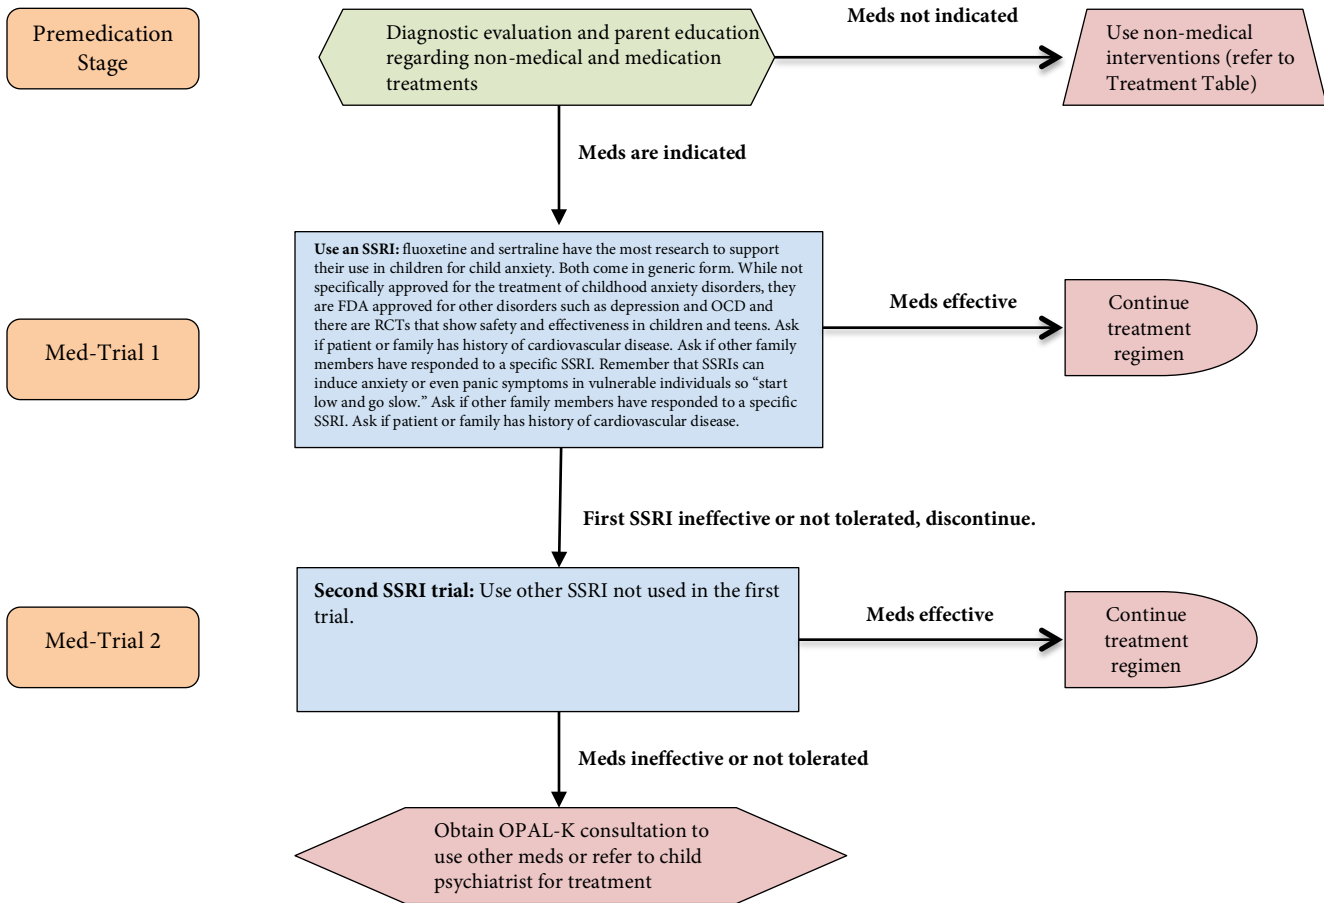 Premedication
Stage
Diagnostic evaluation and parent education
regarding non-medical and medication
treatments
Meds not indicated
Use non-medical
interventions (refer to
Treatment Table)
Meds are indicated
Med-Trial 1
Use an SSRI: fluoxetine and sertraline have the most research to support
their use in children for child anxiety. Both come in generic form. While not
specifically approved for the treatment of childhood anxiety disorders, they
are FDA approved for other disorders such as depression and OCD and
there are RCTs that show safety and effectiveness in children and teens. Ask
if patient or family has history of cardiovascular disease. Ask if other family
members have responded to a specific SSRI. Remember that SSRIs can
induce anxiety or even panic symptoms in vulnerable individuals so “start
low and go slow.” Ask if other family members have responded to a specific
SSRI. Ask if patient or family has history of cardiovascular disease.
Meds effective
Continue
treatment
regimen
First SSRI ineffective or not tolerated, discontinue.
Med-Trial 2
Second SSRI trial: Use other SSRI not used in the first
trial.
Meds effective
Continue
treatment
regimen
Meds ineffective or not tolerated
Obtain OPAL-K consultation to
use other meds or refer to child
psychiatrist for treatment